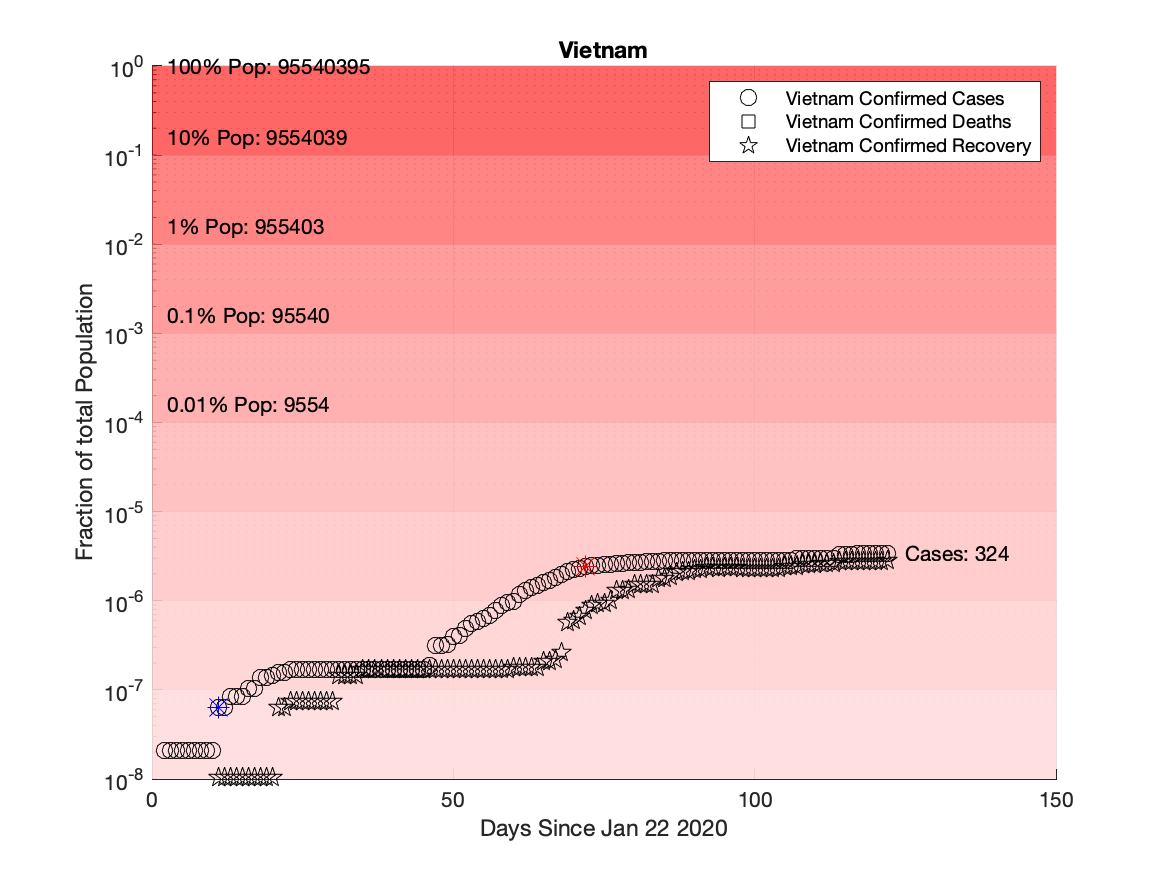 Vietnam
10^0
100% Pop: 95540395
Vietnam Confirmed Cases
Vietnam Confirmed Deaths
Vietnam Confirmed Recovery
10% Pop: 9554039
10^-1
1% Pop: 955403
10^-2
0.1% Pop: 95540
10^-3
0.01% Pop: 9554
10^-4
10^-5
Cases: 324
10^-6
10^-7
10^-8
Fraction of total Population
0 50 100 150
Days Since Jan 22 2020